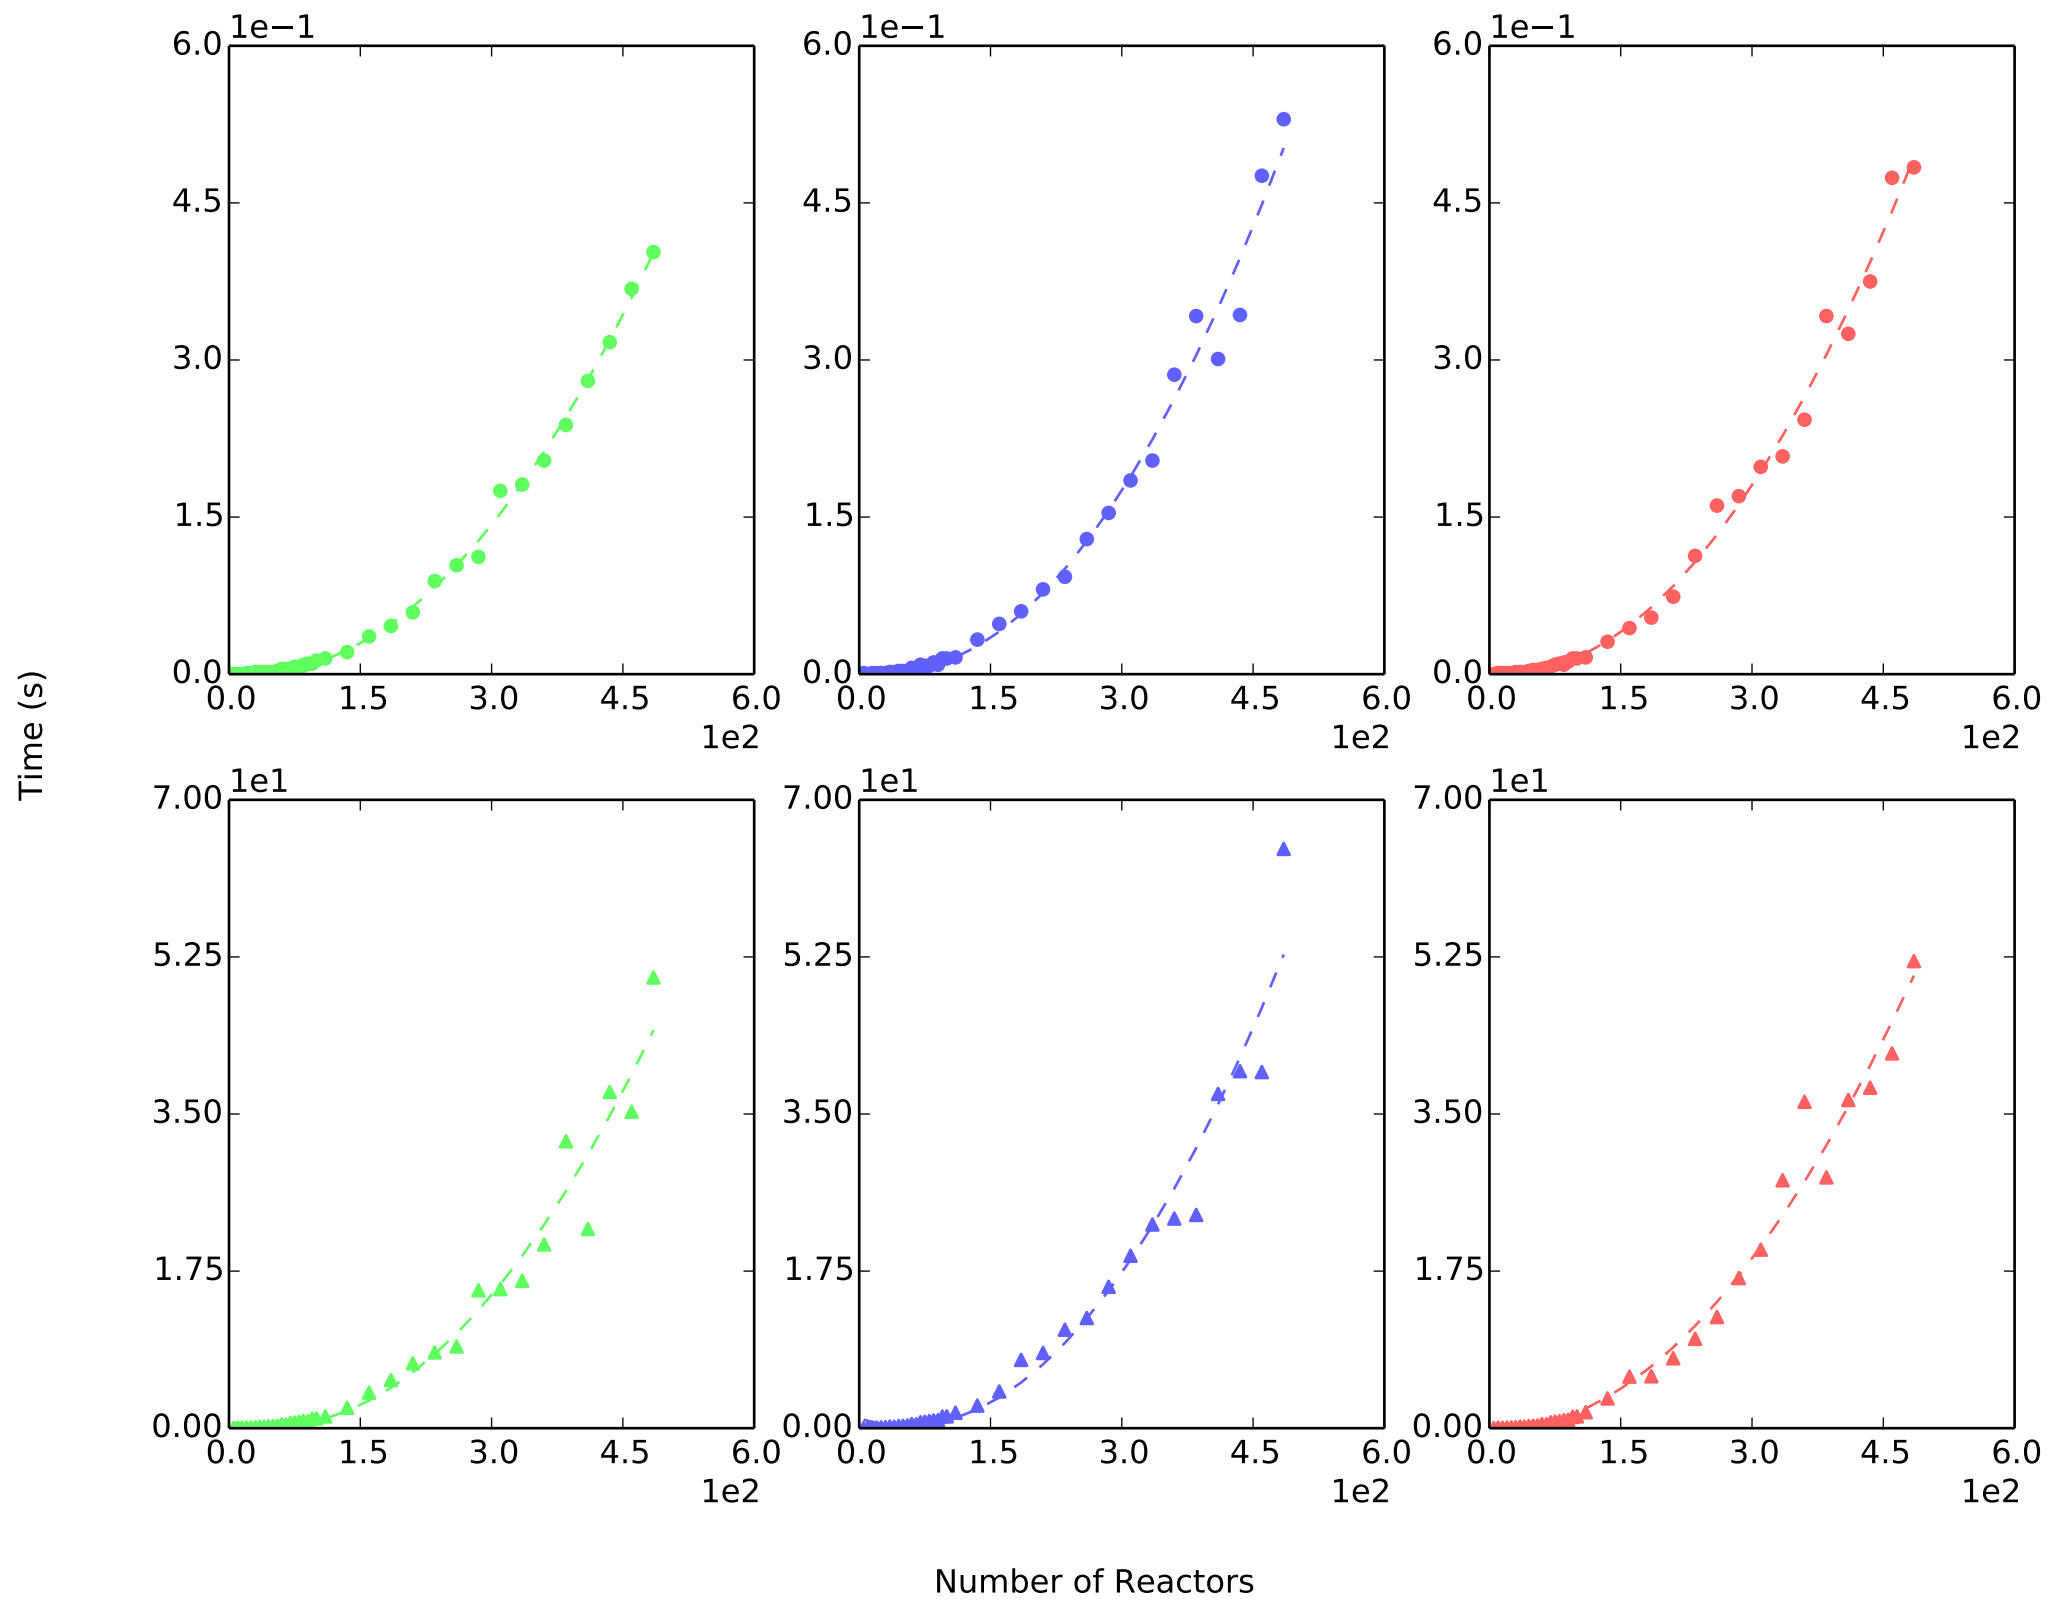 1e−1 1e−1 1e−1
6.0 6.0 6.0
4.5 4.5 4.5
3.0 3.0 3.0
1.5 1.5 1.5
0.0 0.0 0.0
0.0 1.5 3.0 4.5 6.0 0.0 1.5 3.0 4.5 6.0 0.0 1.5 3.0 4.5 6.0
1e2 1e2 1e2
Time (s)
1e1 1e1 1e1
7.00 7.00 7.00
5.25 5.25 5.25
3.50 3.50 3.50
1.75 1.75 1.75
0.00 0.00 0.00
0.0 1.5 3.0 4.5 6.0 0.0 1.5 3.0 4.5 6.0 0.0 1.5 3.0 4.5 6.0
1e2 1e2 1e2
Number of Reactors